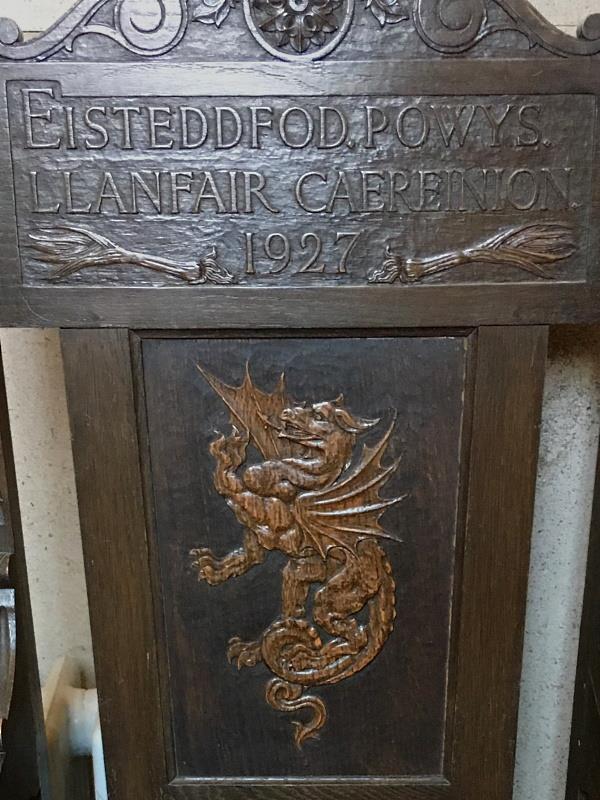 EISTEDDFOD. POWYS.
LLANFAIR CAEREINION.
1927